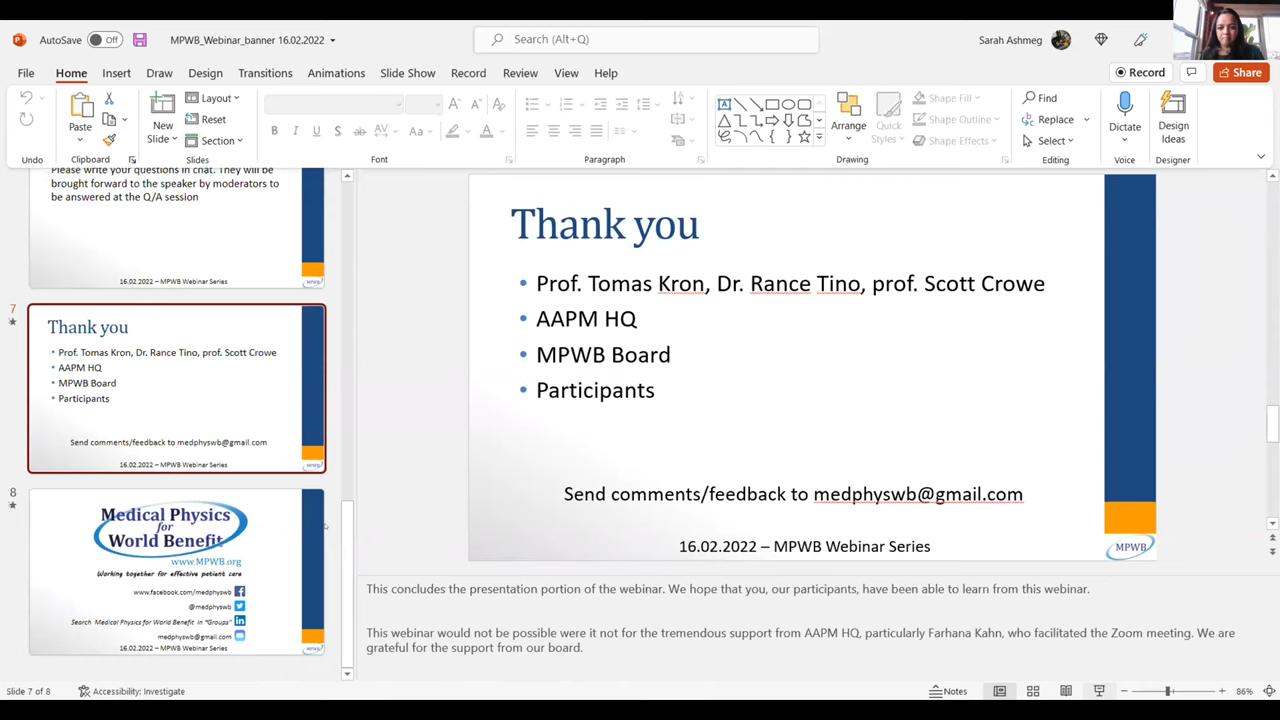 AutoSave Off MPWB_Webinar_banner 16.02.2022 Search (Alt+Q) Sarah Ashmeg
File Home Insert Draw Design Transitions Animations Slide Show Record Review View Help Record Share
Paste
New Slide
Layout
Reset
Section
Aa
Arrange
Quick Styles
Shape Fill
Shape Outline
Shape Effects
Find
Replace
Select
Dictate
Design Ideas
Undo Clipboard Slides Font Paragraph Drawing Editing Voice Designer
Please write your questions in chat. They will be
brought forward to the speaker by moderators to
be answered at the Q/A session
16.02.2022 – MPWB Webinar Series
MPWB
7
Thank you
• Prof. Tomas Kron, Dr. Rance Tino, prof. Scott Crowe
• AAPM HQ
• MPWB Board
• Participants
Send comments/feedback to medphyswb@gmail.com
16.02.2022 – MPWB Webinar Series
MPWB
8
Medical Physics
for
World Benefit
www.MPWB.org
Working together for effective patient care
www.facebook.com/medphyswb
@medphyswb
Search Medical Physics for World Benefit in "Groups"
medphyswb@gmail.com
16.02.2022 – MPWB Webinar Series
MPWB
Thank you
• Prof. Tomas Kron, Dr. Rance Tino, prof. Scott Crowe
• AAPM HQ
• MPWB Board
• Participants
Send comments/feedback to medphyswb@gmail.com
16.02.2022 – MPWB Webinar Series
MPWB
This concludes the presentation portion of the webinar. We hope that you, our participants, have been able to learn from this webinar.
This webinar would not be possible were it not for the tremendous support from AAPM HQ, particularly Farhana Kahn, who facilitated the Zoom meeting. We are
grateful for the support from our board.
Slide 7 of 8 Accessibility: Investigate Notes 86%